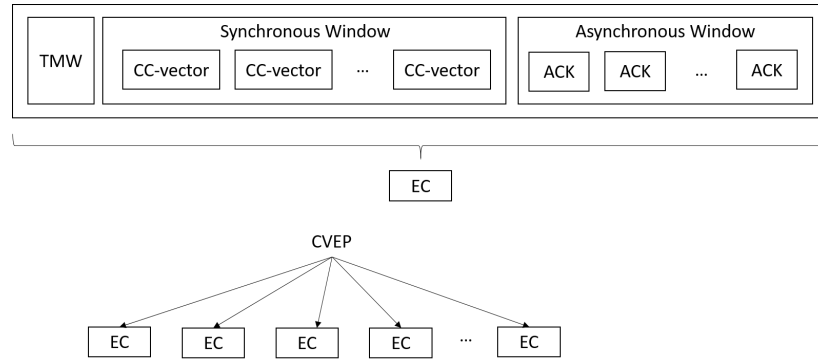 Synchronous Window
Asynchronous Window
TMW
CC-vector CC-vector ... CC-vector
ACK ACK ... ACK
EC
CVEP
EC EC EC EC ... EC